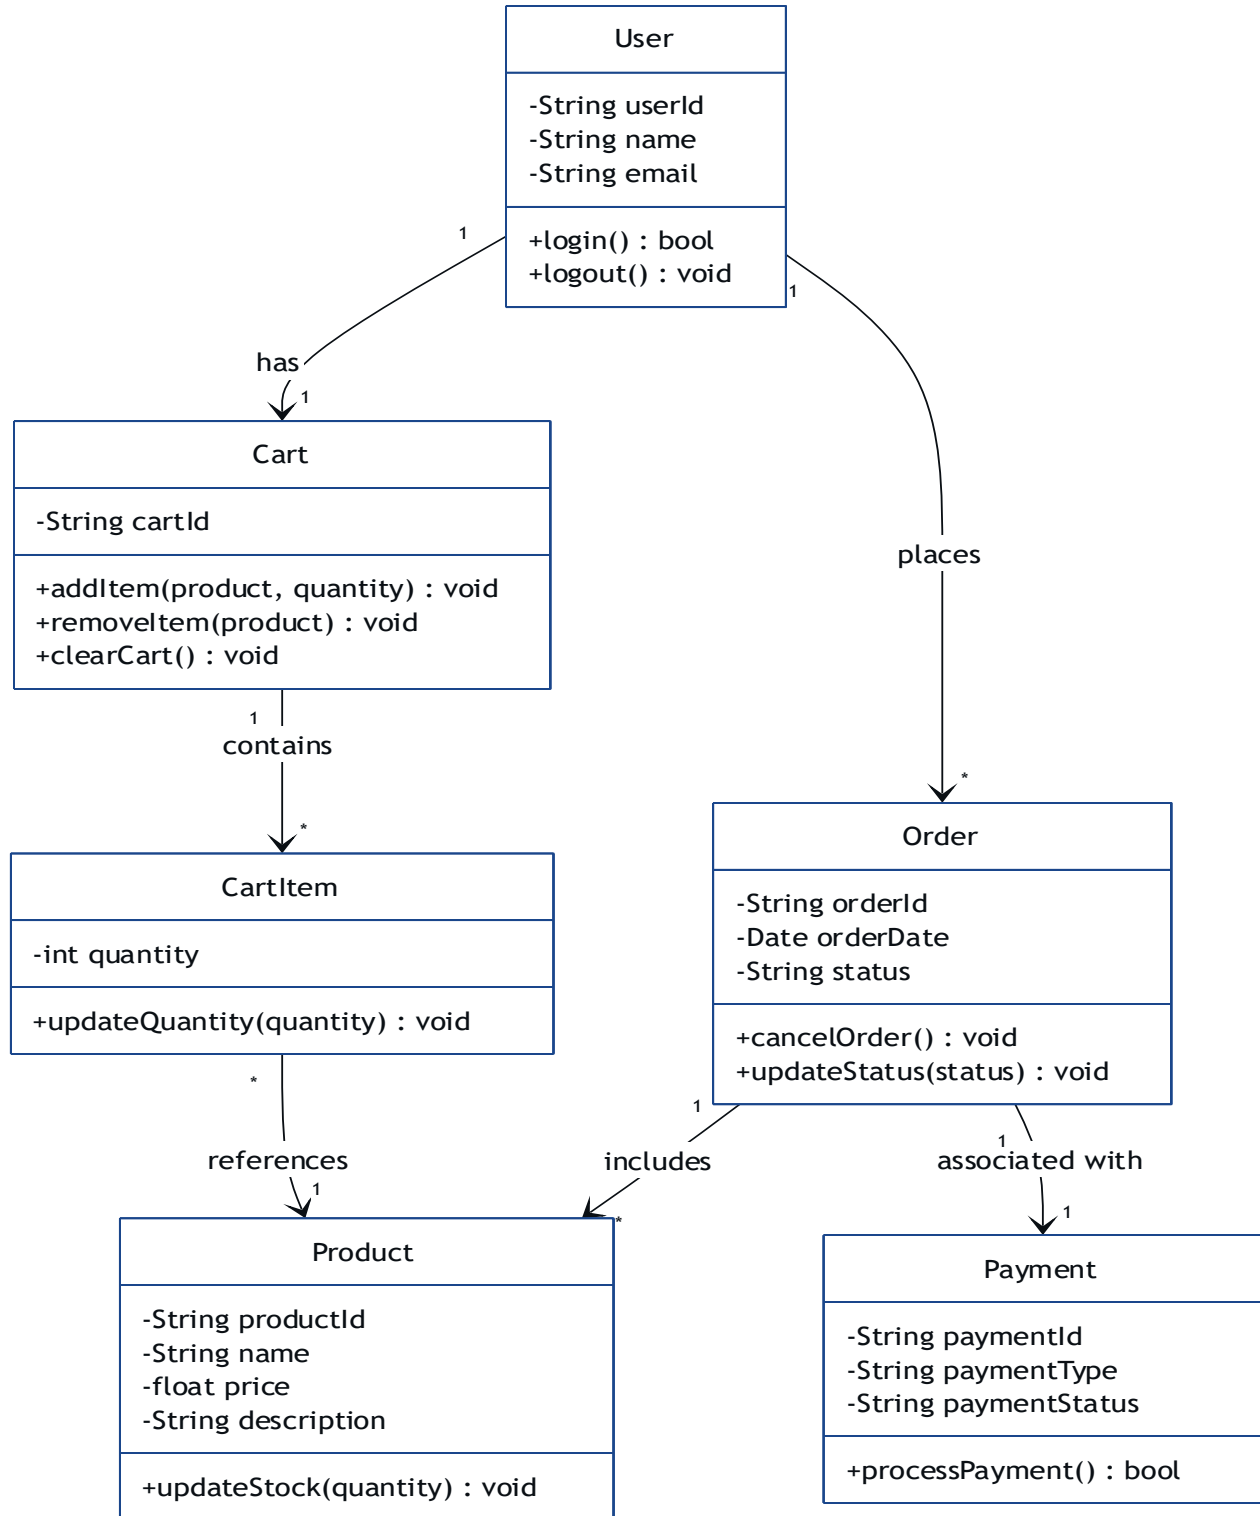 User
-String userId
-String name
-String email
+login() : bool
+logout() : void
1
1
has
1
Cart
-String cartId
+addItem(product, quantity) : void
+removeItem(product) : void
+clearCart() : void
places
1
contains
*
*
CartItem
-int quantity
+updateQuantity(quantity) : void
Order
-String orderId
-Date orderDate
-String status
+cancelOrder() : void
+updateStatus(status) : void
*
references
1
1
includes
*
1
associated with
1
Product
-String productId
-String name
-float price
-String description
+updateStock(quantity) : void
Payment
-String paymentId
-String paymentType
-String paymentStatus
+processPayment() : bool